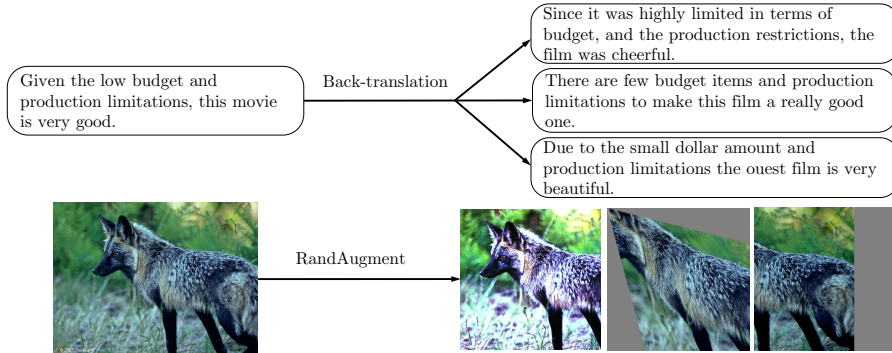 Given the low budget and
production limitations, this movie
is very good.
Back-translation
Since it was highly limited in terms of
budget, and the production restrictions, the
film was cheerful.
There are few budget items and production
limitations to make this film a really good
one.
Due to the small dollar amount and
production limitations the ouest film is very
beautiful.
RandAugment